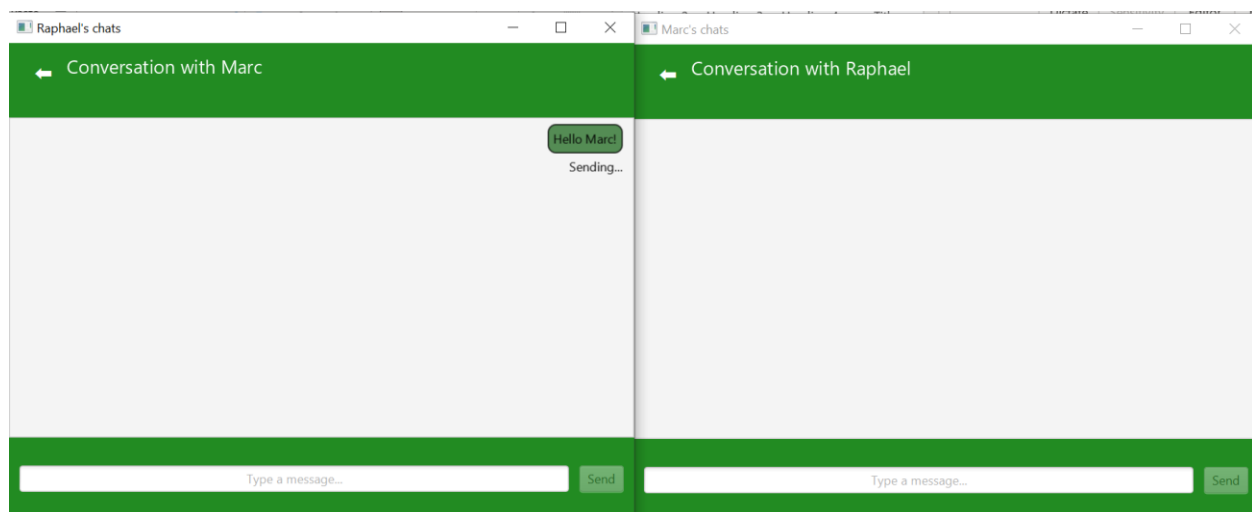 Raphael's chats
Conversation with Marc
Hello Marc!
Sending...
Type a message...
Send
Marc's chats
Conversation with Raphael
Type a message...
Send